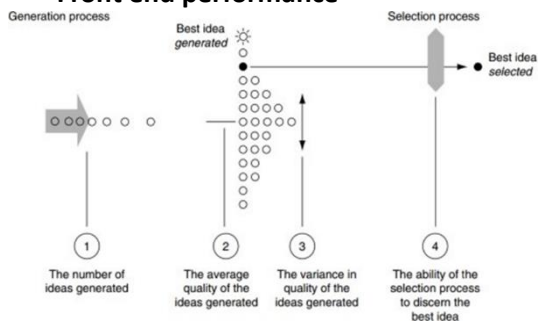 Front end performance
Generation process
Selection process
Best idea
generated
Best idea
selected
1
2
3
4
The number of
ideas generated
The average
quality of the
ideas generated
The variance in
quality of the
ideas generated
The ability of the
selection process
to discern the
best idea